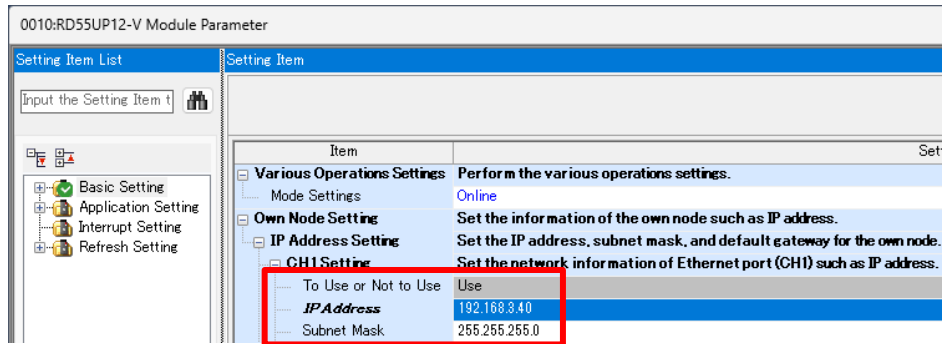 0010:RD55UP12-V Module Parameter
Setting Item List
Setting Item
Input the Setting Item t
Basic Setting
Application Setting
Interrupt Setting
Refresh Setting
Item Set
Various Operations Settings Perform the various operations settings.
Mode Settings Online
Own Node Setting Set the information of the own node such as IP address.
IP Address Setting Set the IP address, subnet mask, and default gateway for the own node.
CH1 Setting Set the network information of Ethernet port (CH1) such as IP address.
To Use or Not to Use Use
IP Address 192.168.3.40
Subnet Mask 255.255.255.0